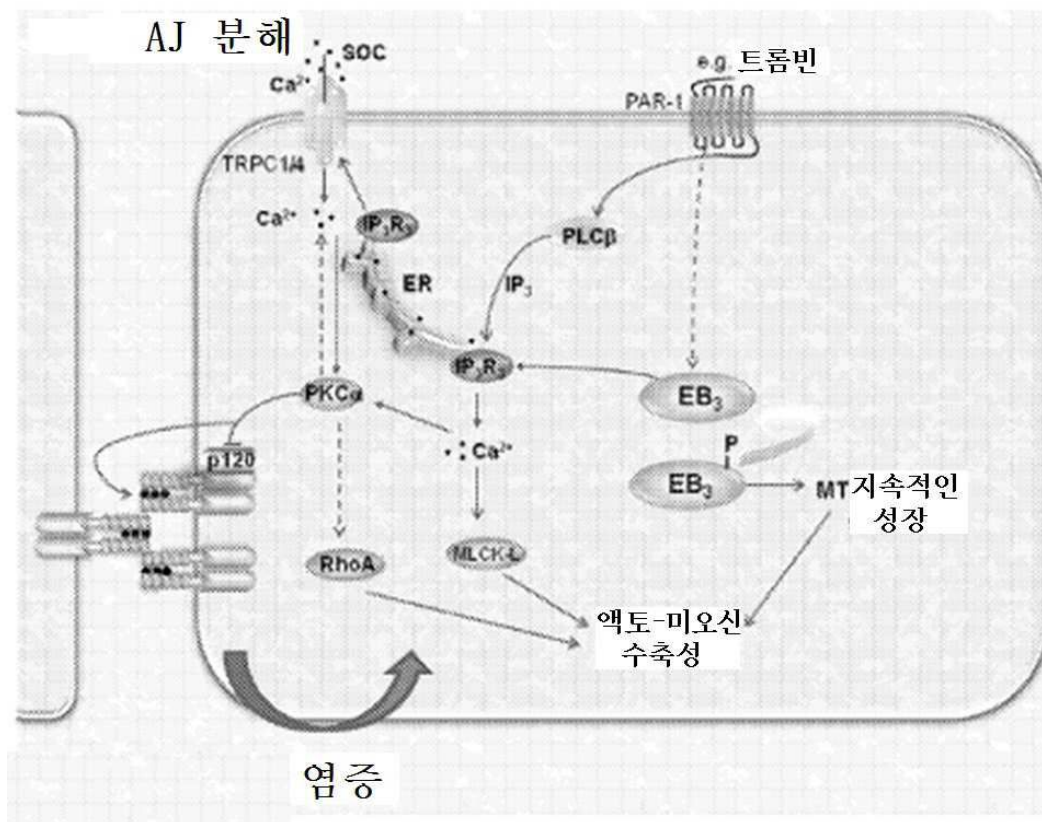 AJ 분해
SOC
Ca²⁺
e.g. 트롬빈
PAR-1
TRPC1/4
Ca²⁺
IP₃R₃
PLCβ
ER
IP₃
IP₃R₃
PKCα
EB₃
p120
Ca²⁺
P
EB₃
MT 지속적인
성장
RhoA
MLCK-L
액토-미오신
수축성
염증